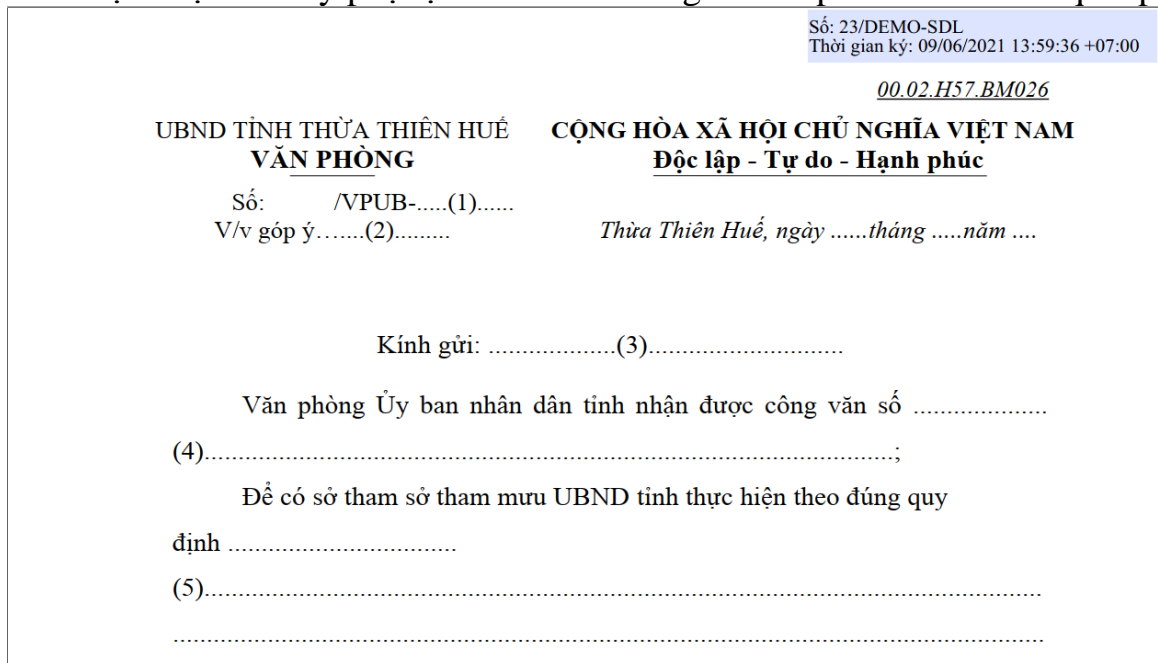 Số: 23/DEMO-SDL
Thời gian ký: 09/06/2021 13:59:36 +07:00
00.02.H57.BM026
UBND TỈNH THỪA THIÊN HUẾ
VĂN PHÒNG
CỘNG HÒA XÃ HỘI CHỦ NGHĨA VIỆT NAM
Độc lập - Tự do - Hạnh phúc
Số: /VPUB-.....(1)......
V/v góp ý…....(2).........
Thừa Thiên Huế, ngày ......tháng .....năm ....
Kính gửi: ...................(3).............................
Văn phòng Ủy ban nhân dân tỉnh nhận được công văn số ....................
(4).......................................................................................................;
Để có sở tham sở tham mưu UBND tỉnh thực hiện theo đúng quy
định ..................................
(5).............................................................................................................................
..................................................................................................................................